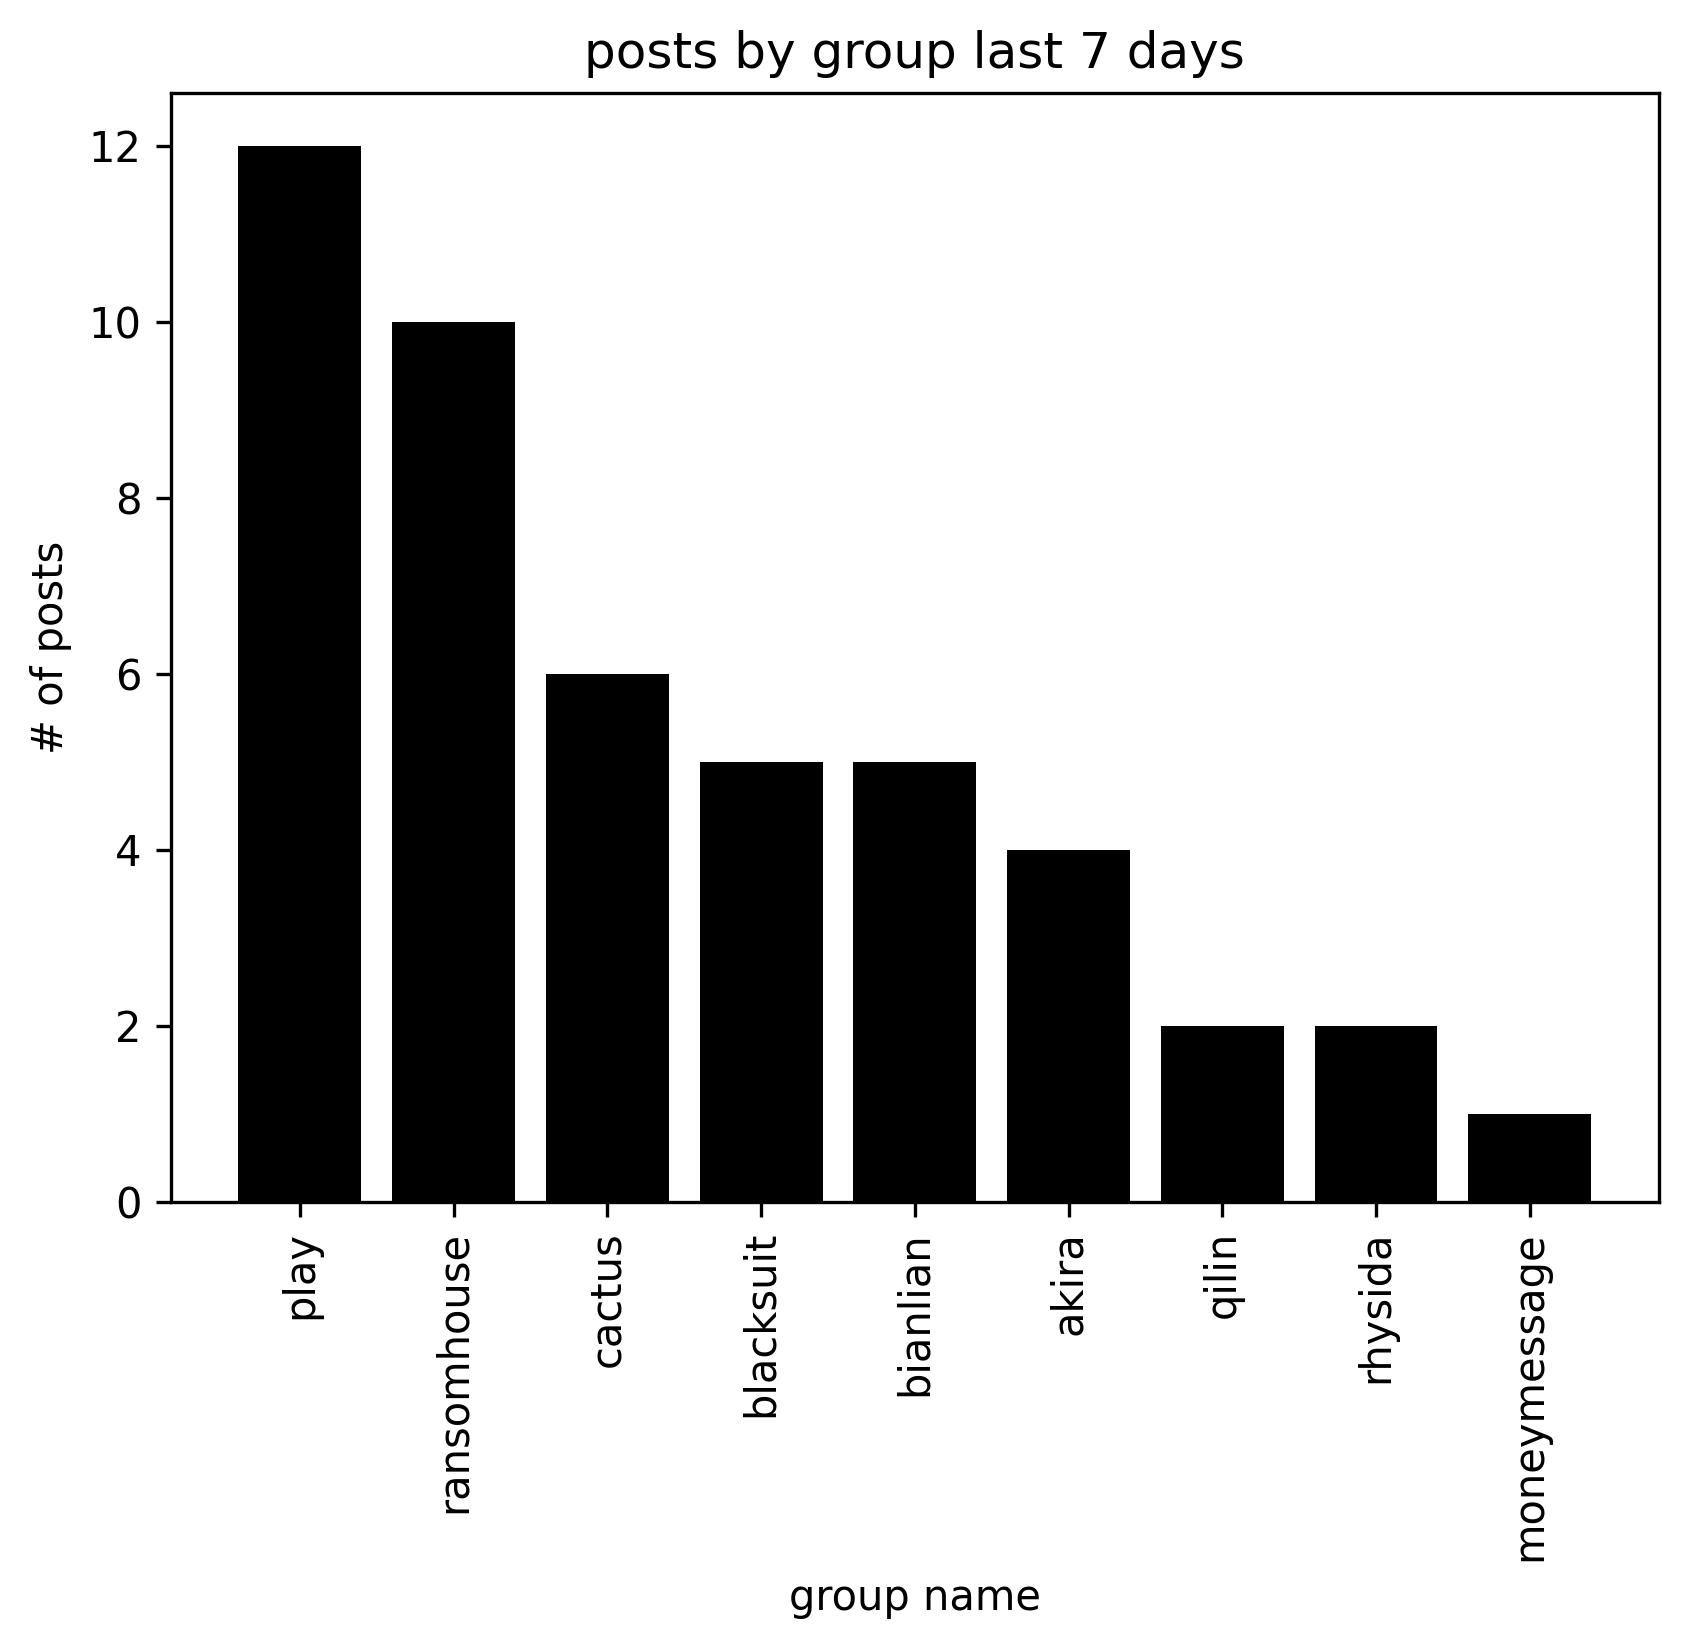 posts by group last 7 days
12
10
8
6
4
2
0
# of posts
play
ransomhouse
cactus
blacksuit
bianlian
akira
qilin
rhysida
moneymessage
group name